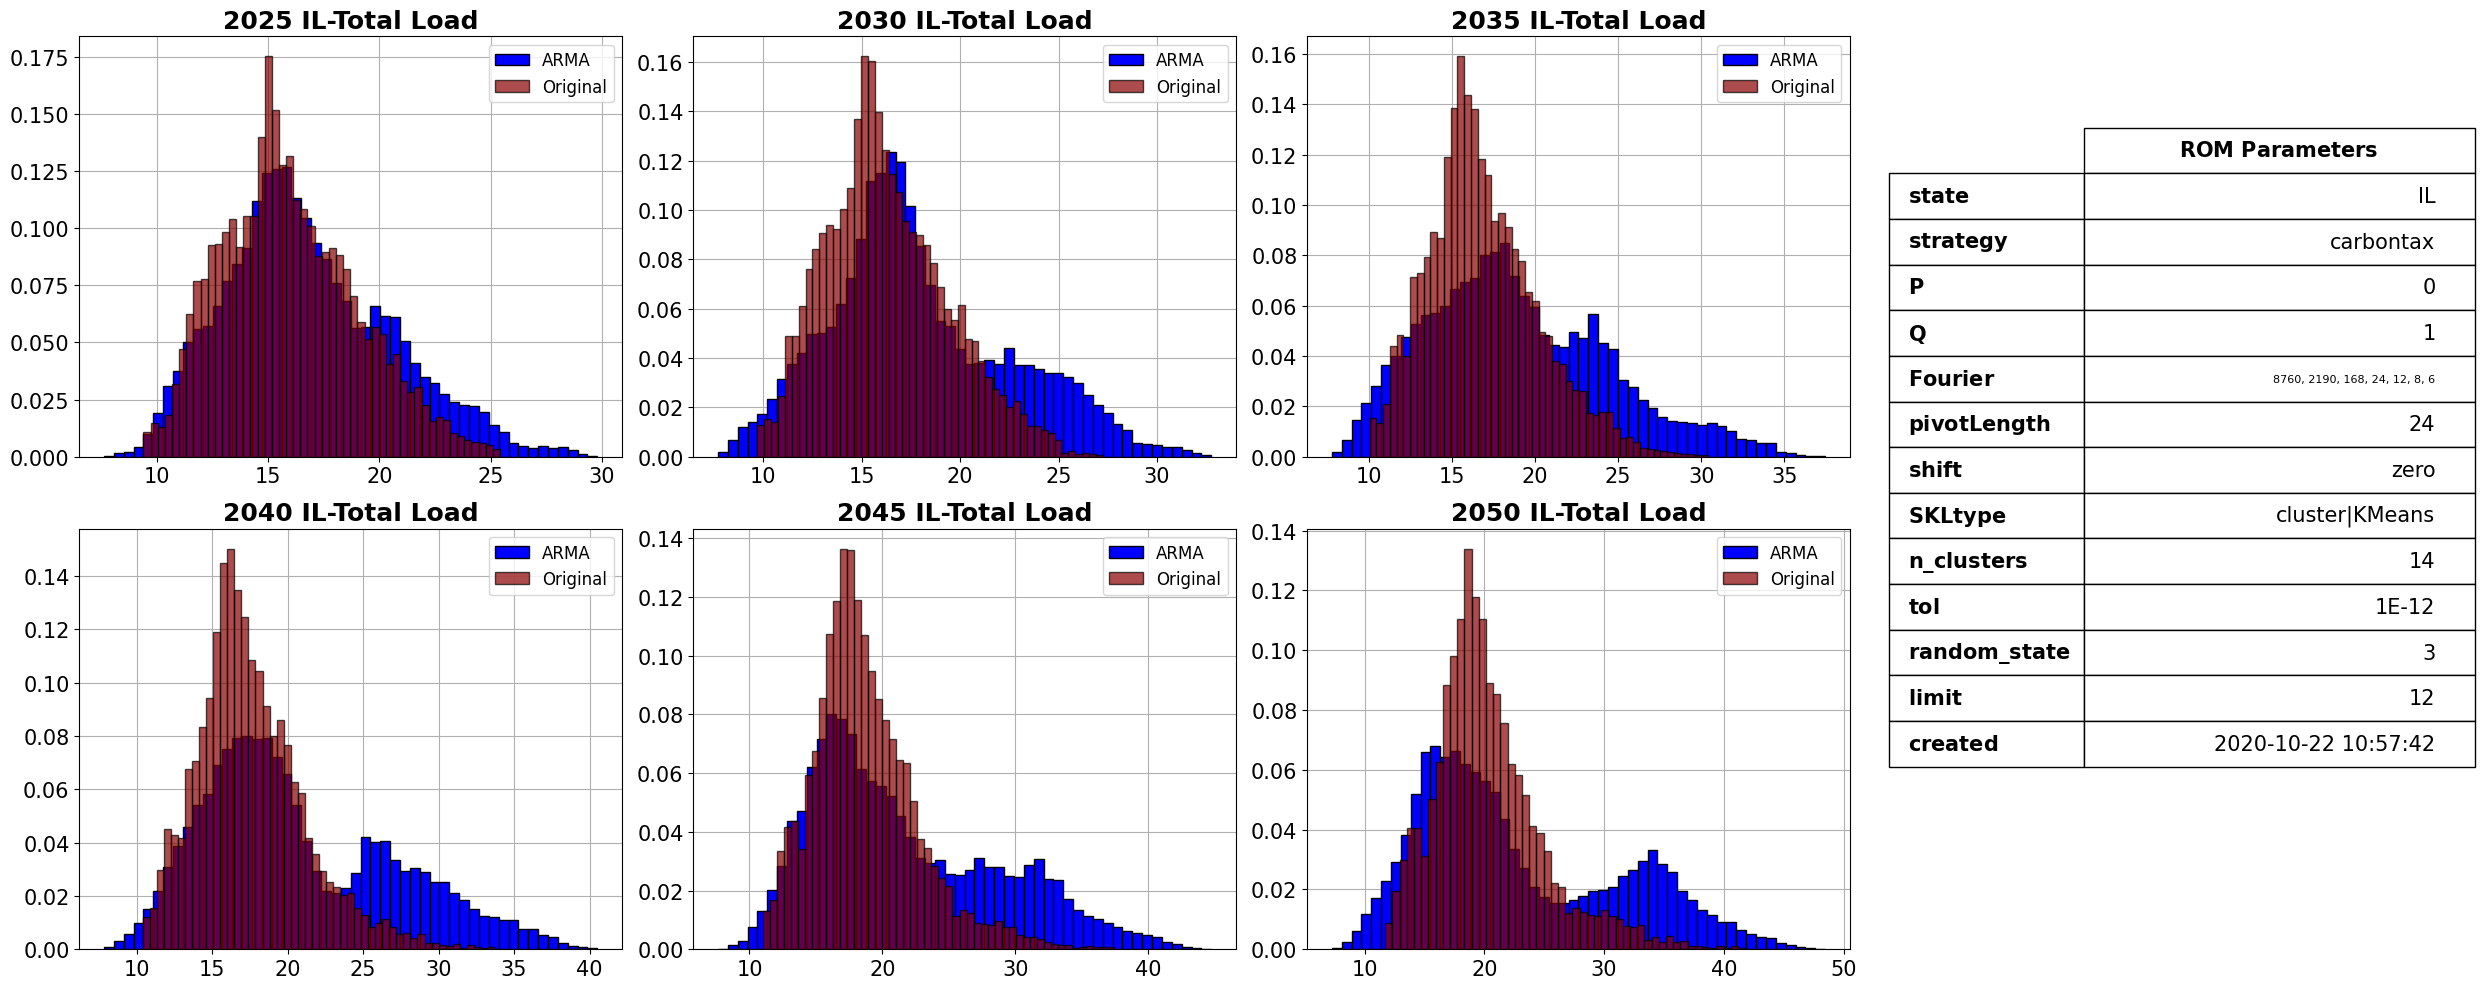 2025 IL-Total Load
ARMA
Original
0.175
0.150
0.125
0.100
0.075
0.050
0.025
0.000
10 15 20 25 30
2030 IL-Total Load
ARMA
Original
0.16
0.14
0.12
0.10
0.08
0.06
0.04
0.02
0.00
10 15 20 25 30
2035 IL-Total Load
ARMA
Original
0.16
0.14
0.12
0.10
0.08
0.06
0.04
0.02
0.00
10 15 20 25 30 35
2040 IL-Total Load
ARMA
Original
0.14
0.12
0.10
0.08
0.06
0.04
0.02
0.00
10 15 20 25 30 35 40
2045 IL-Total Load
ARMA
Original
0.14
0.12
0.10
0.08
0.06
0.04
0.02
0.00
10 20 30 40
2050 IL-Total Load
ARMA
Original
0.14
0.12
0.10
0.08
0.06
0.04
0.02
0.00
10 20 30 40 50
ROM Parameters
state IL
strategy carbontax
P 0
Q 1
Fourier 8760, 2190, 168, 24, 12, 8, 6
pivotLength 24
shift zero
SKLtype cluster|KMeans
n_clusters 14
tol 1E-12
random_state 3
limit 12
created 2020-10-22 10:57:42